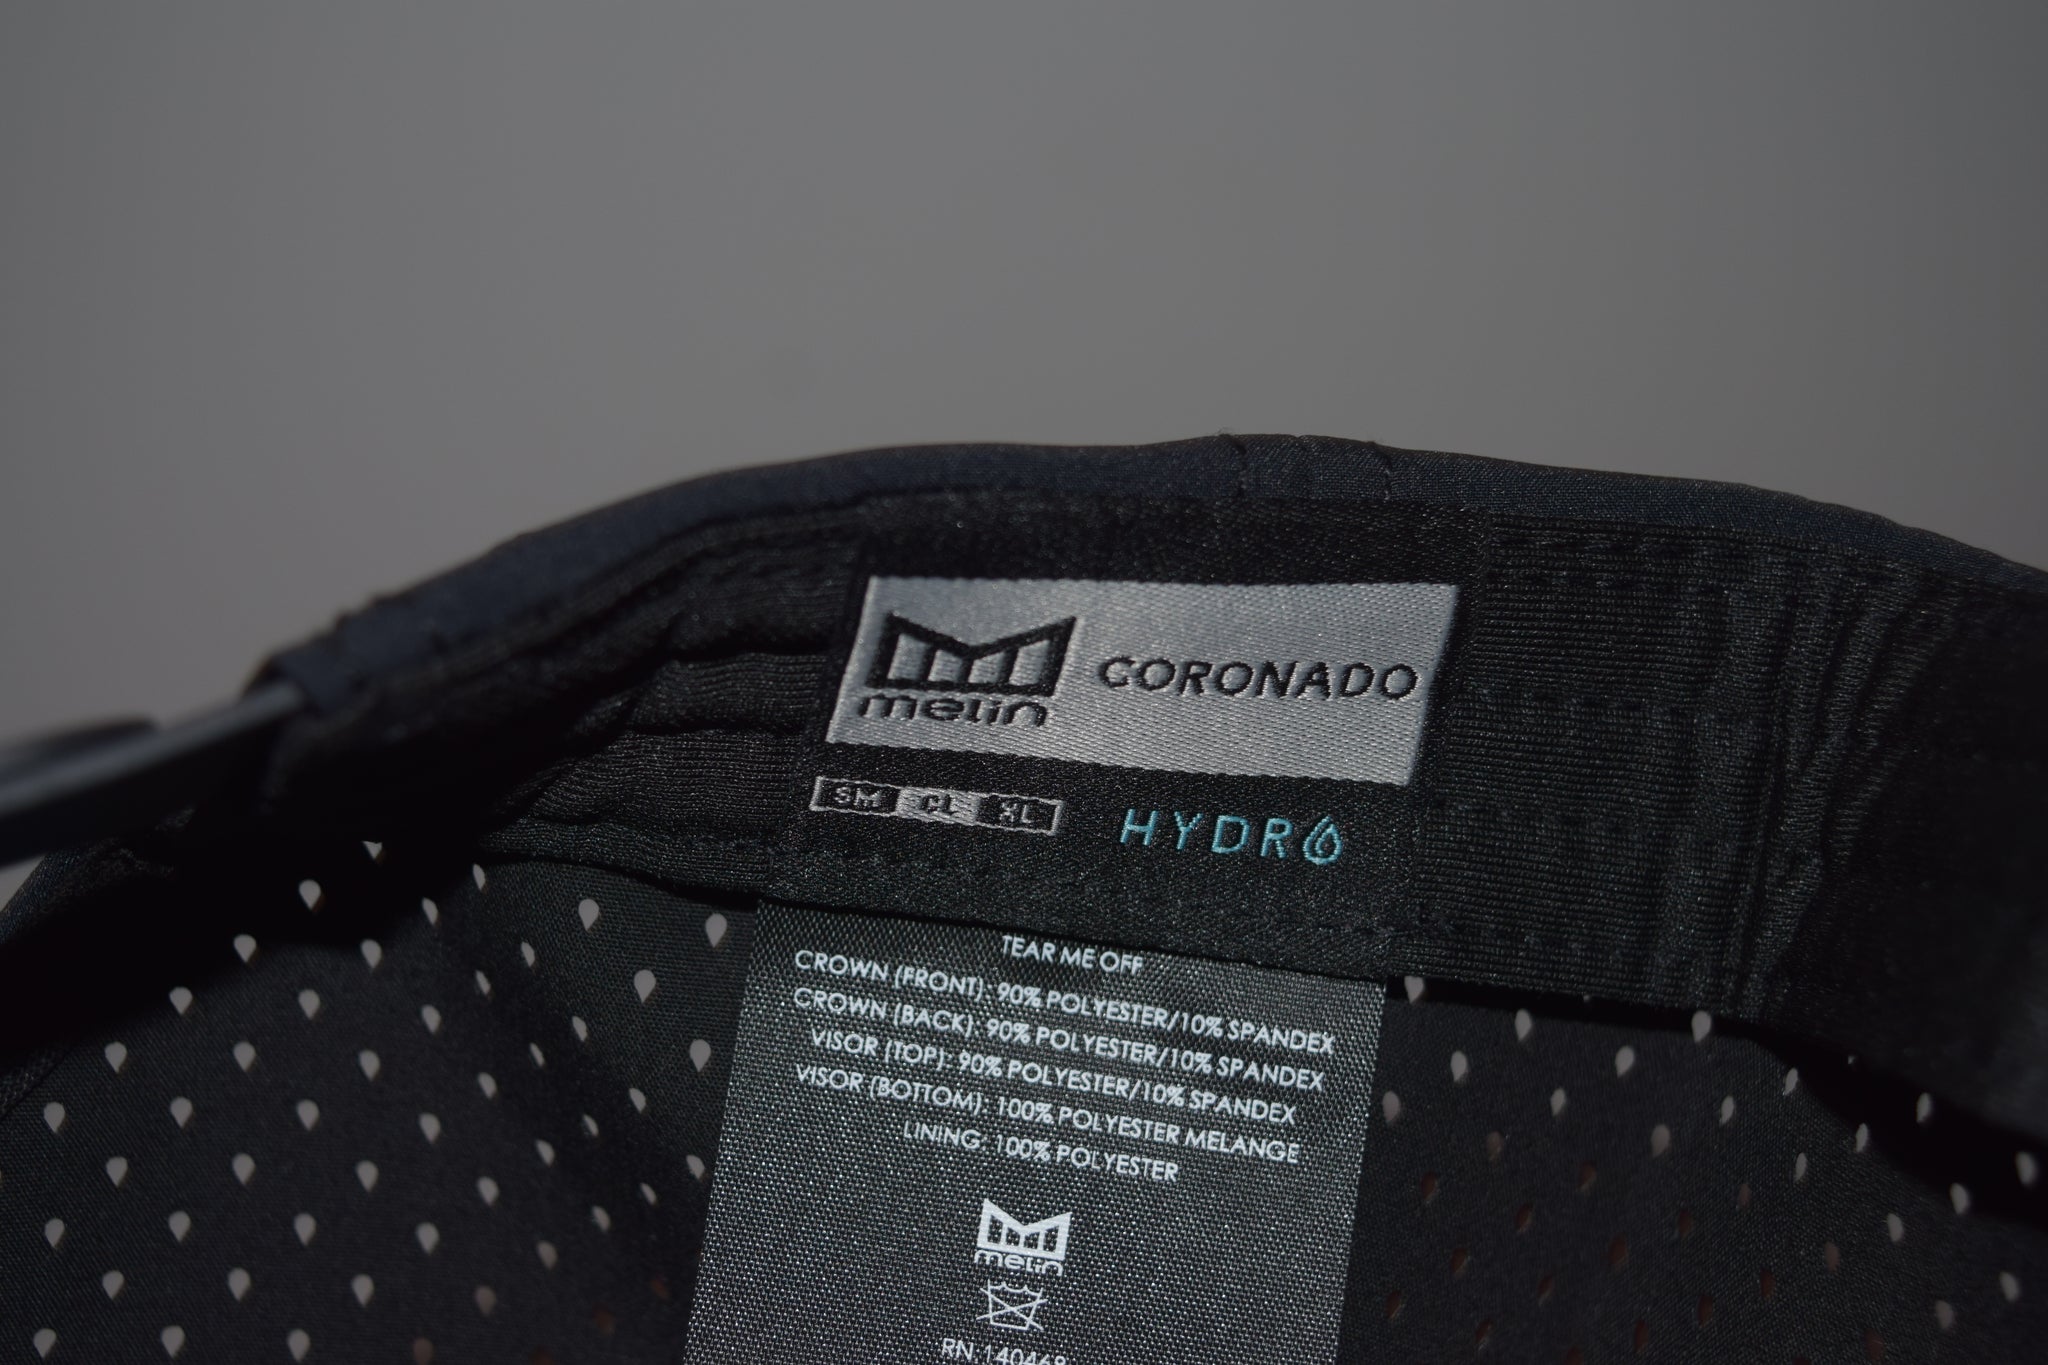 melin
CORONADO
SM CL XL
HYDRO
TEAR ME OFF
CROWN (FRONT): 90% POLYESTER/10% SPANDEX
CROWN (BACK): 90% POLYESTER/10% SPANDEX
VISOR (TOP): 90% POLYESTER/10% SPANDEX
VISOR (BOTTOM): 100% POLYESTER MELANGE
LINING: 100% POLYESTER
melin
RN: 140468